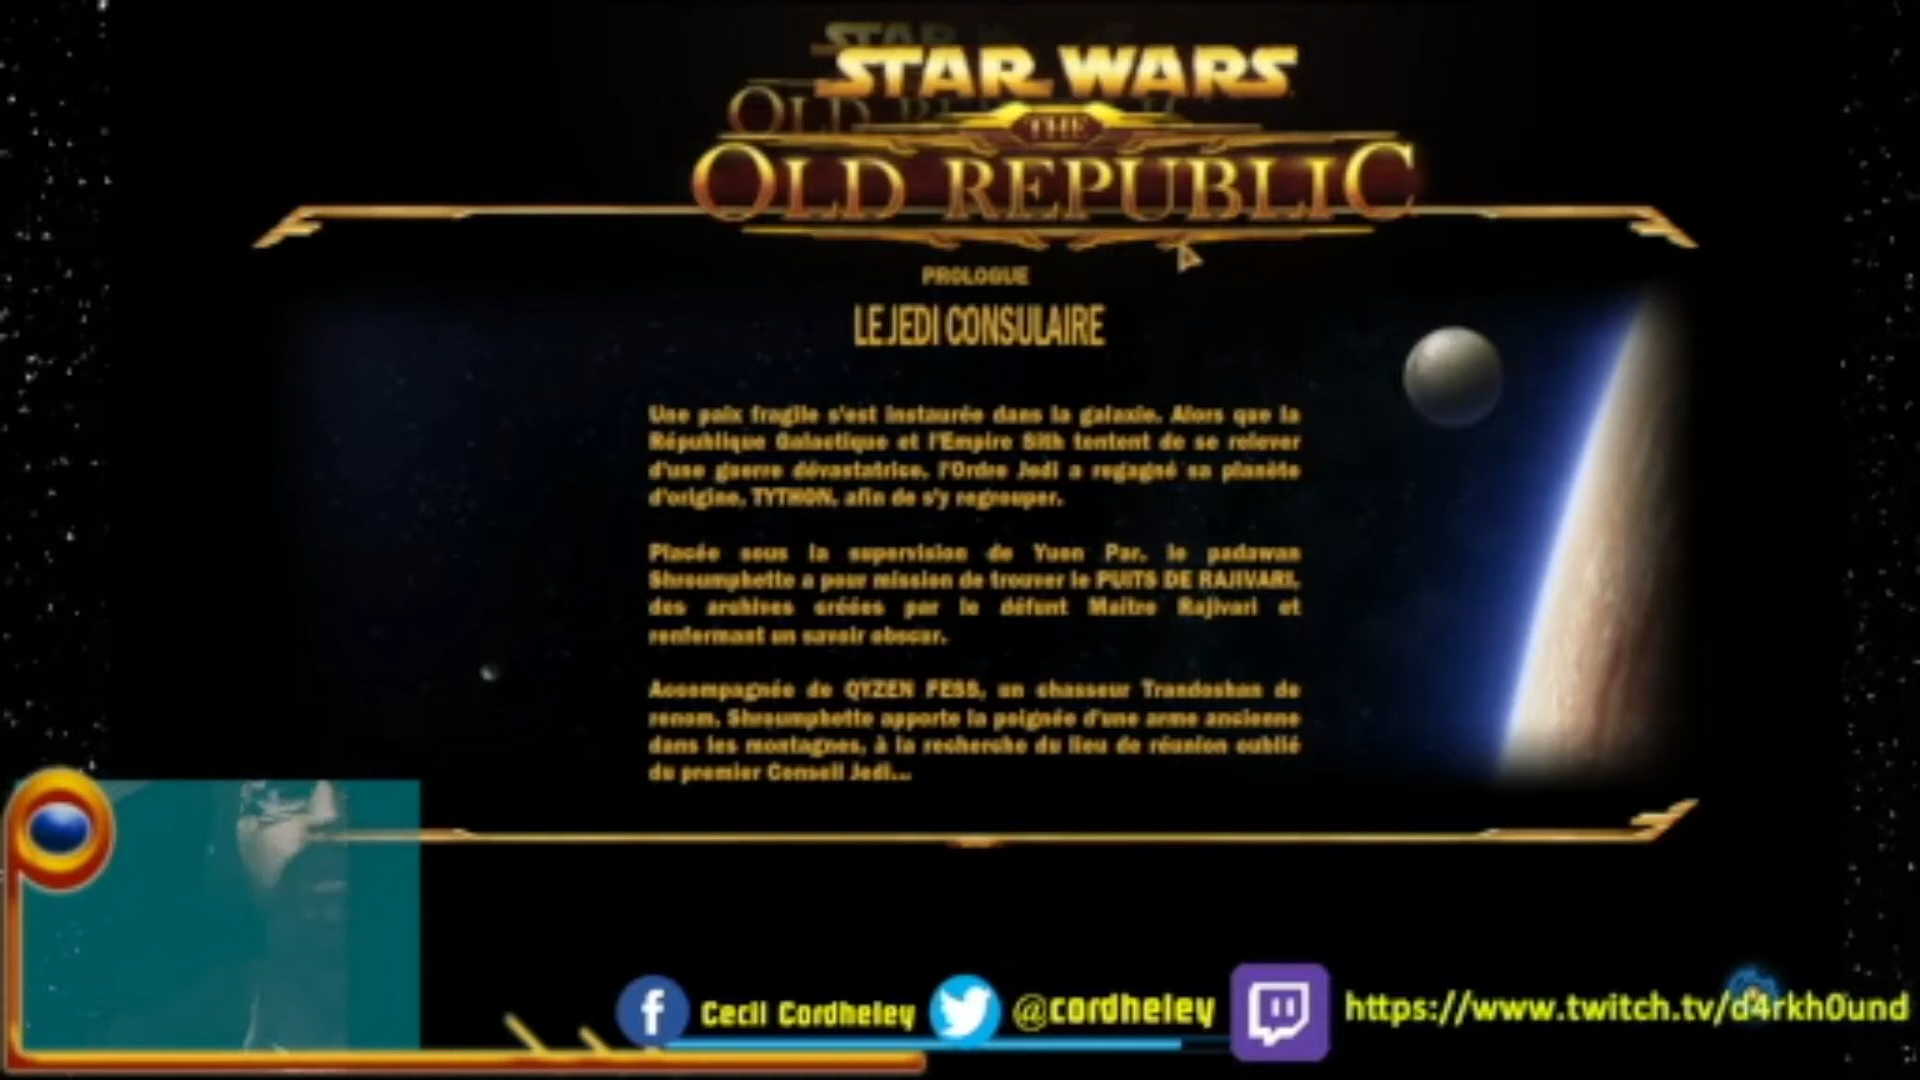 STAR WARS
THE
OLD REPUBLIC
PROLOGUE
LE JEDI CONSULAIRE
Une paix fragile s'est instaurée dans la galaxie. Alors que la
République Galactique et l'Empire Sith tentent de se relever
d'une guerre dévastatrice, l'Ordre Jedi a regagné sa planète
d'origine, TYTHON, afin de s'y regrouper.
Placée sous la supervision de Yuon Par, le padawan
Shroumphette a pour mission de trouver le PUITS DE RAJIVARI,
des archives créées par le défunt Maître Rajivari et
renfermant un savoir obscur.
Accompagnée de QYZEN FESS, un chasseur Trandoshan de
renom, Shroumphette apporte la poignée d'une arme ancienne
dans les montagnes, à la recherche du lieu de réunion oublié
du premier Conseil Jedi...
Cecil Cordheley @cordheley https://www.twitch.tv/d4rkh0und